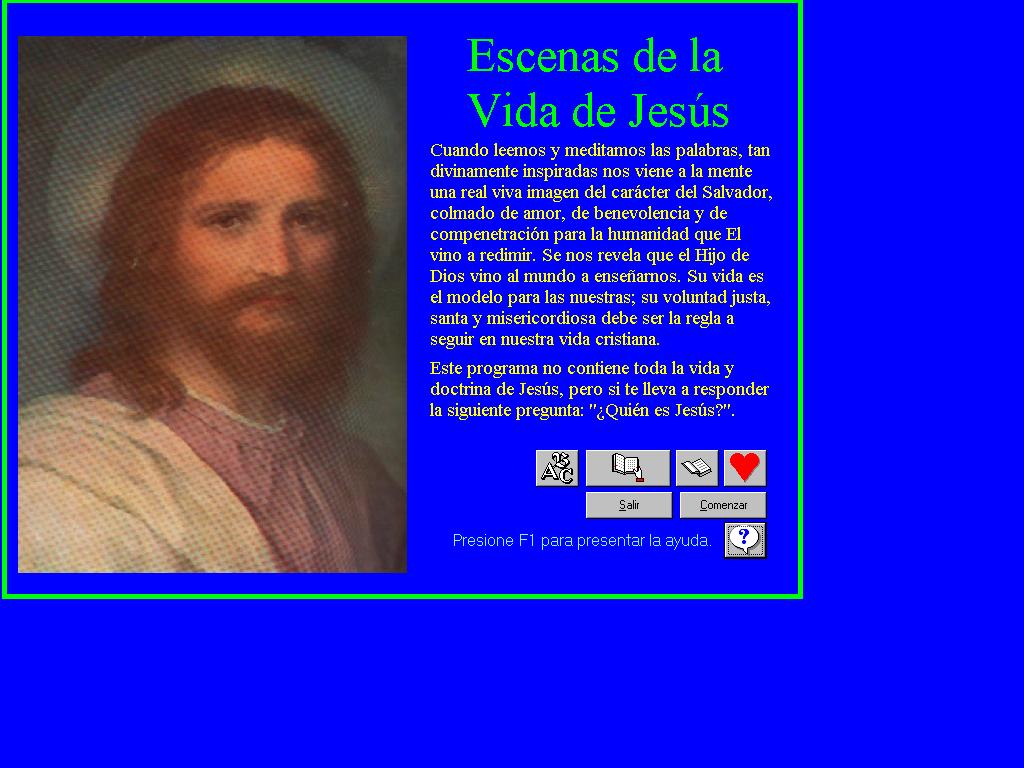 Escenas de la
Vida de Jesús
Cuando leemos y meditamos las palabras, tan
divinamente inspiradas nos viene a la mente
una real viva imagen del carácter del Salvador,
colmado de amor, de benevolencia y de
compenetración para la humanidad que El
vino a redimir. Se nos revela que el Hijo de
Dios vino al mundo a enseñarnos. Su vida es
el modelo para las nuestras; su voluntad justa,
santa y misericordiosa debe ser la regla a
seguir en nuestra vida cristiana.
Este programa no contiene toda la vida y
doctrina de Jesús, pero si te lleva a responder
la siguiente pregunta: "¿Quién es Jesús?".
Salir
Comenzar
Presione F1 para presentar la ayuda.
?